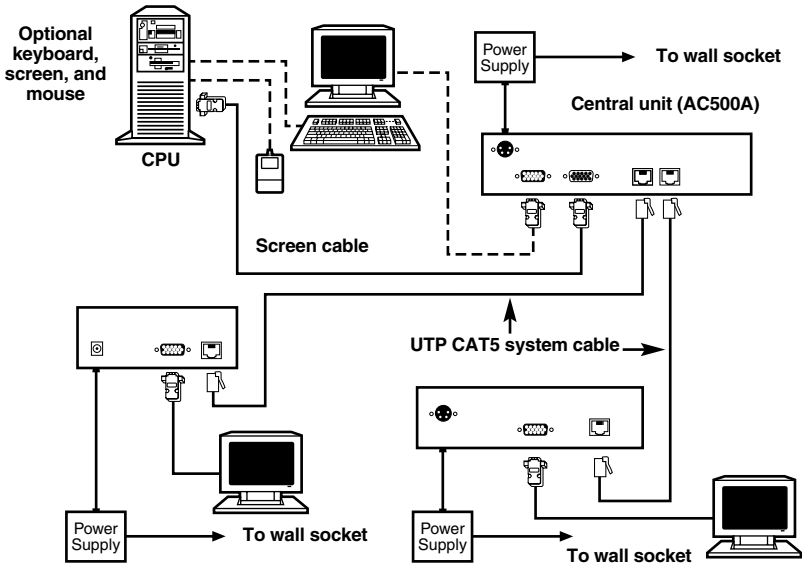 Optional
keyboard,
screen, and
mouse
CPU
Power
Supply
To wall socket
Central unit (AC500A)
Screen cable
UTP CAT5 system cable
Power
Supply
To wall socket
Power
Supply
To wall socket